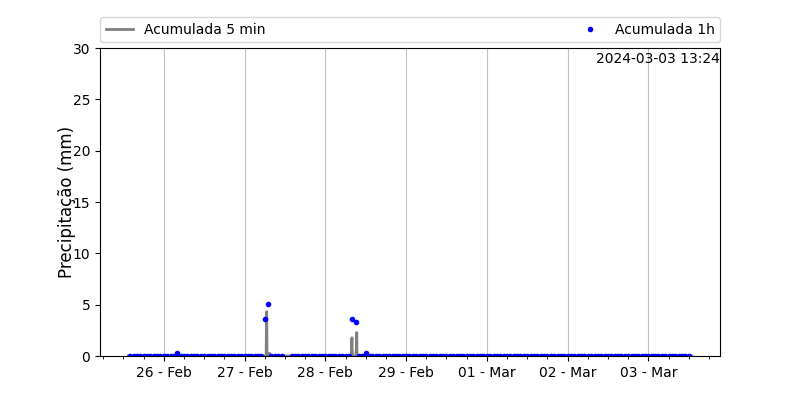 Acumulada 5 min
Acumulada 1h
2024-03-03 13:24
Precipitação (mm)
30
25
20
15
10
5
0
26 - Feb
27 - Feb
28 - Feb
29 - Feb
01 - Mar
02 - Mar
03 - Mar